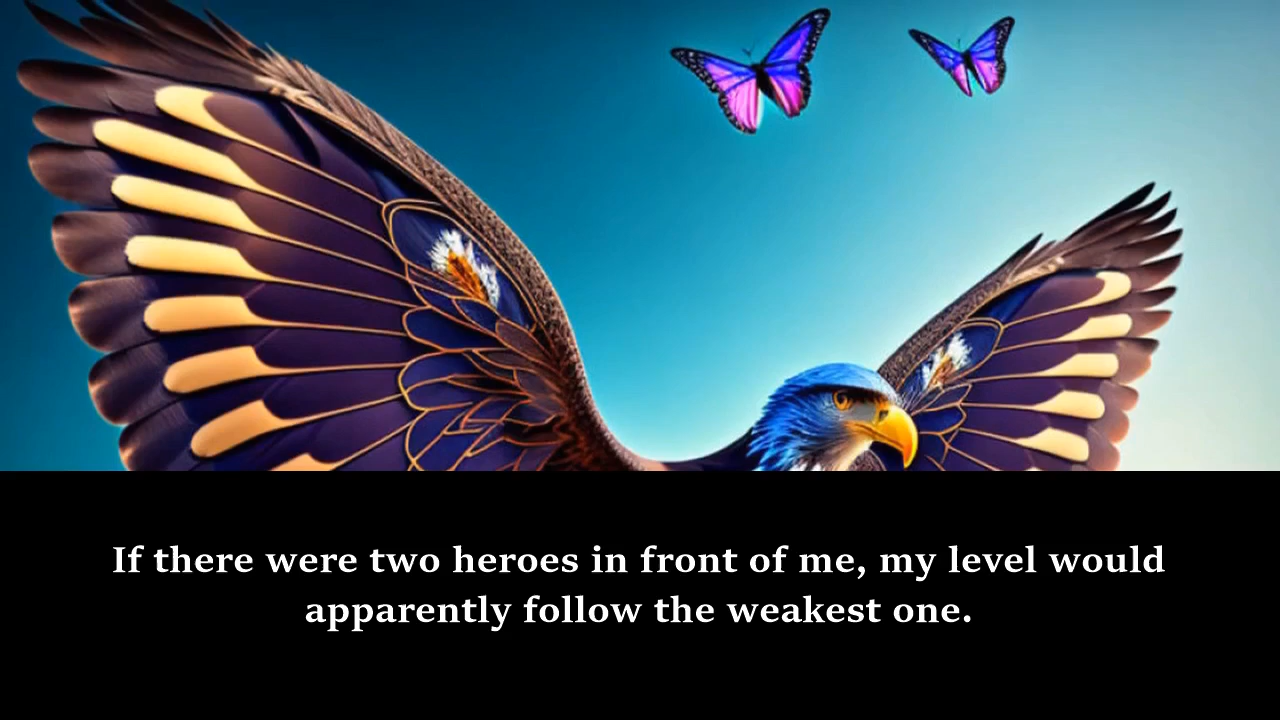 If there were two heroes in front of me, my level would
apparently follow the weakest one.